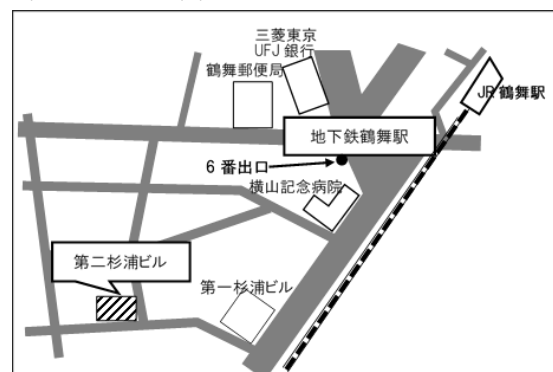 三菱東京
UFJ 銀行
鶴舞郵便局
JR 鶴舞駅
地下鉄鶴舞駅
6 番出口
横山記念病院
第二杉浦ビル
第一杉浦ビル